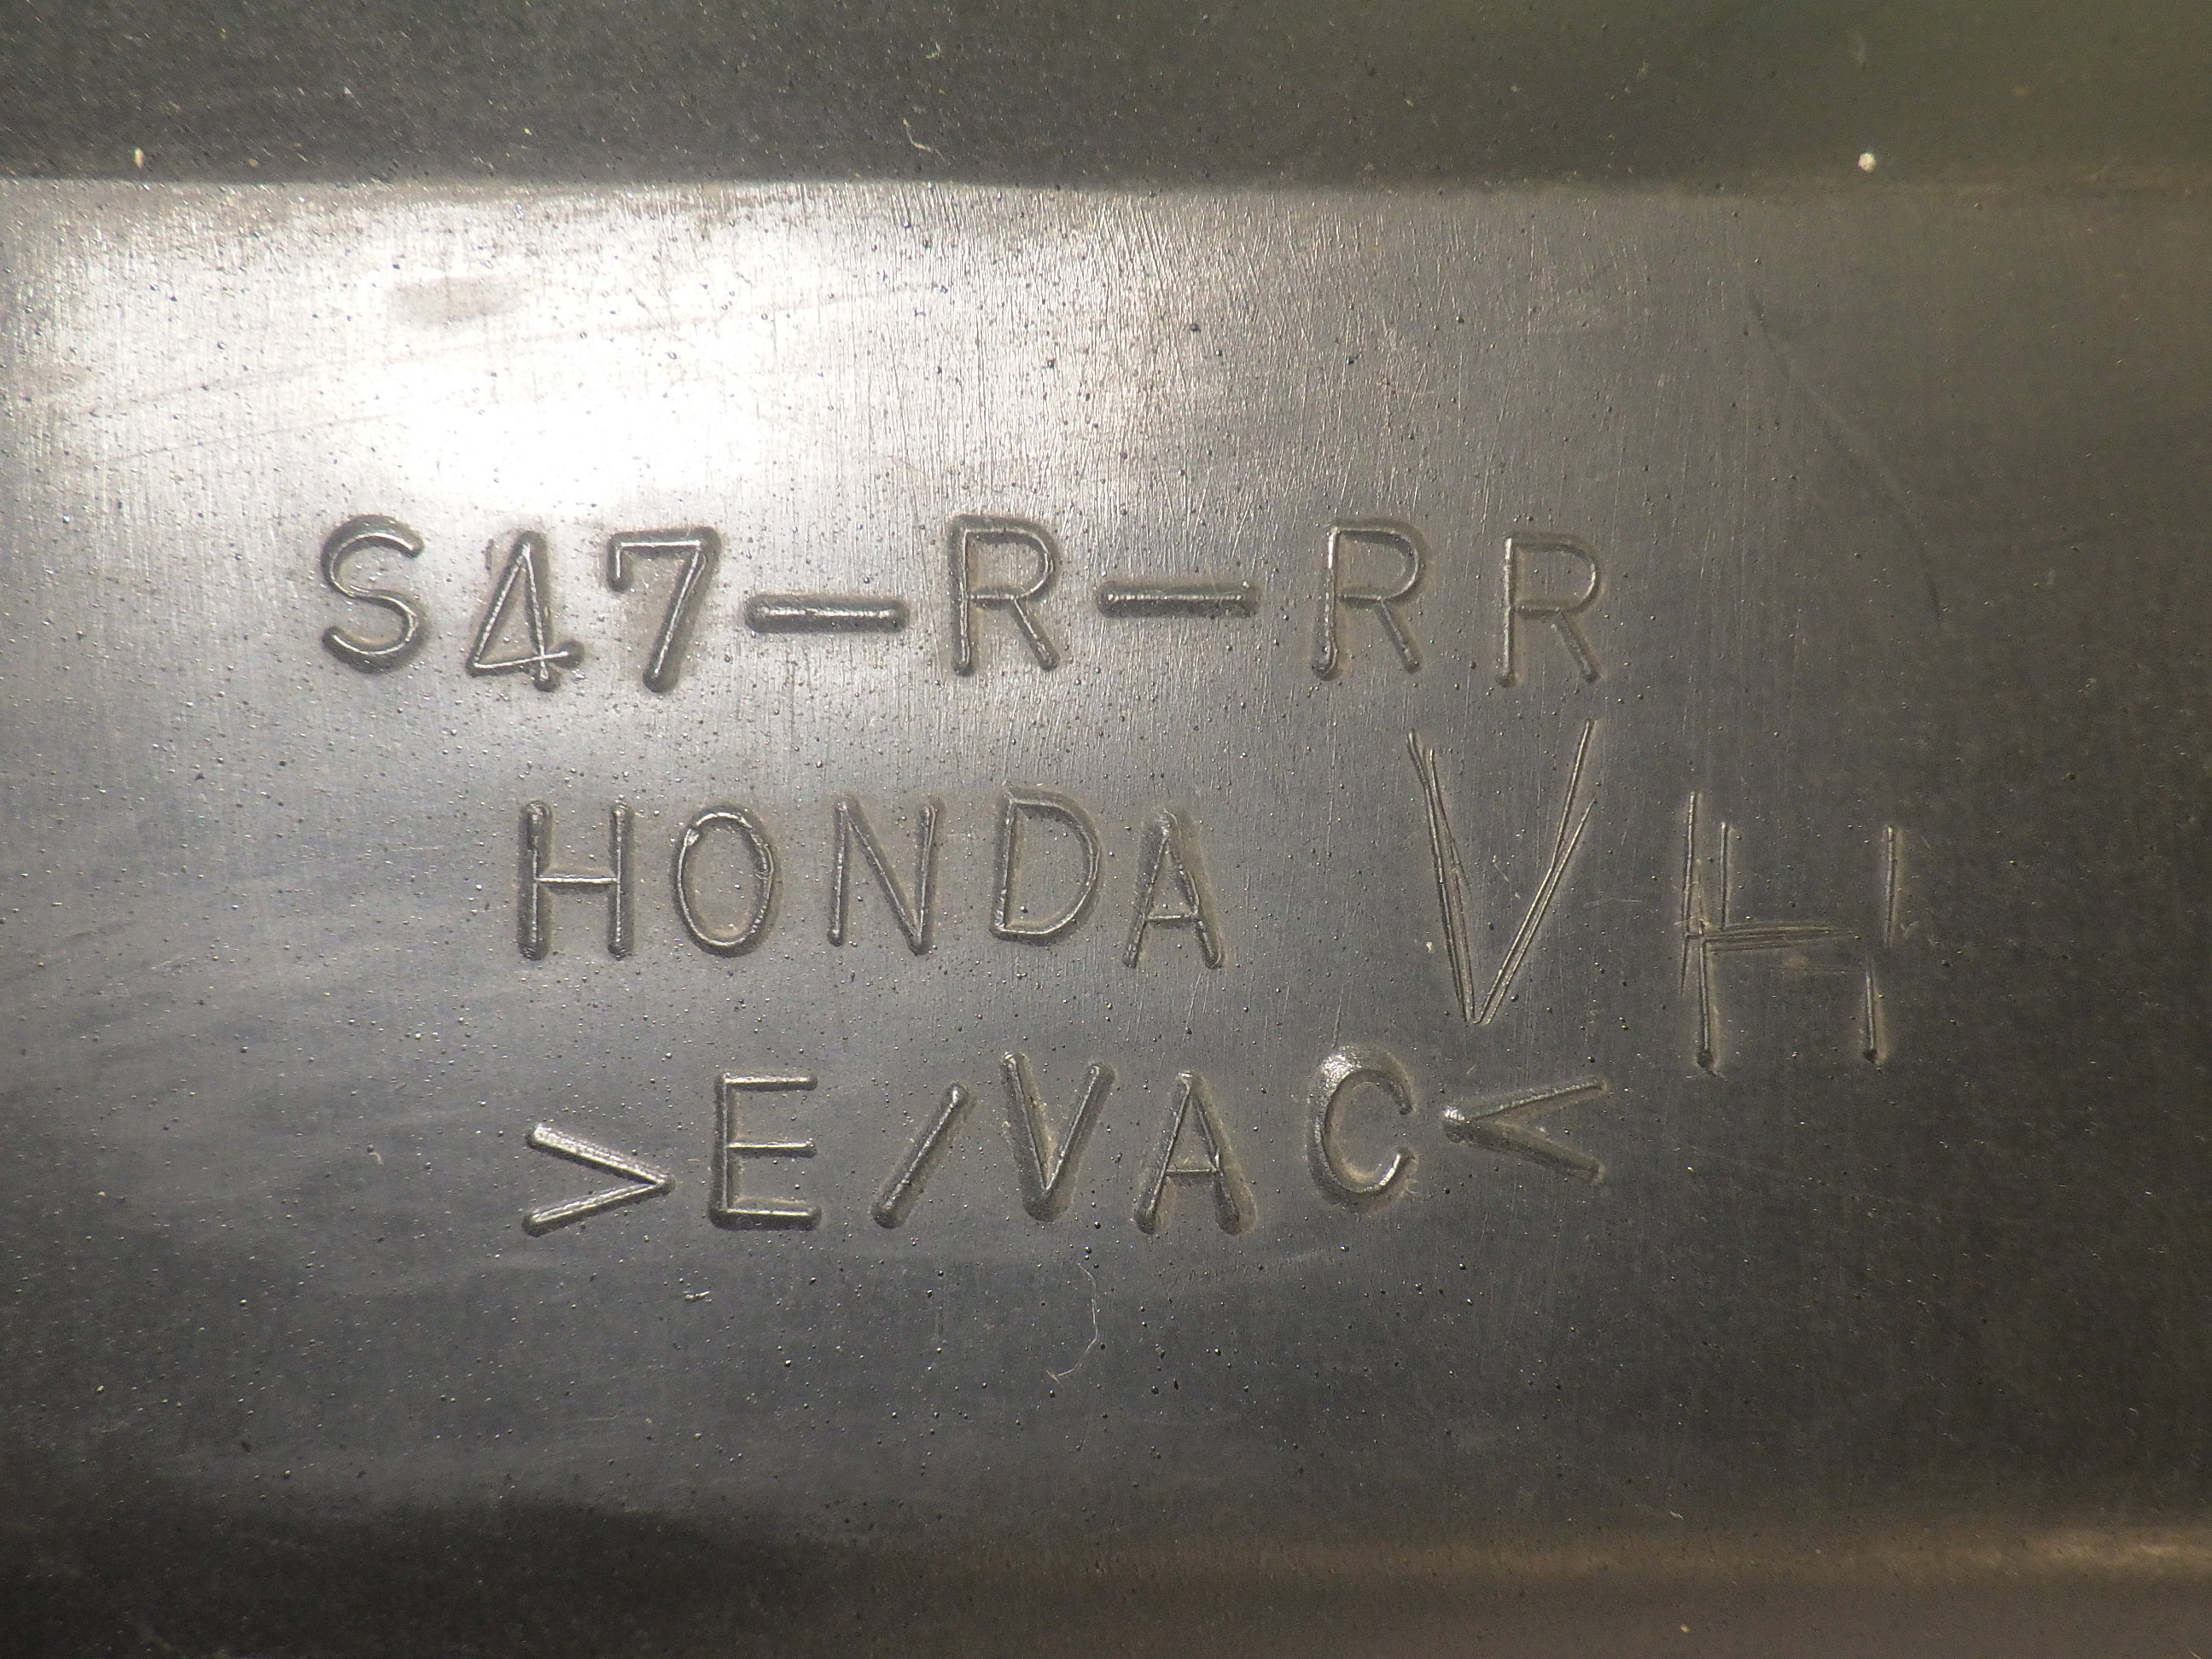 S47-R-RR
HONDA VH
>E/VAC<